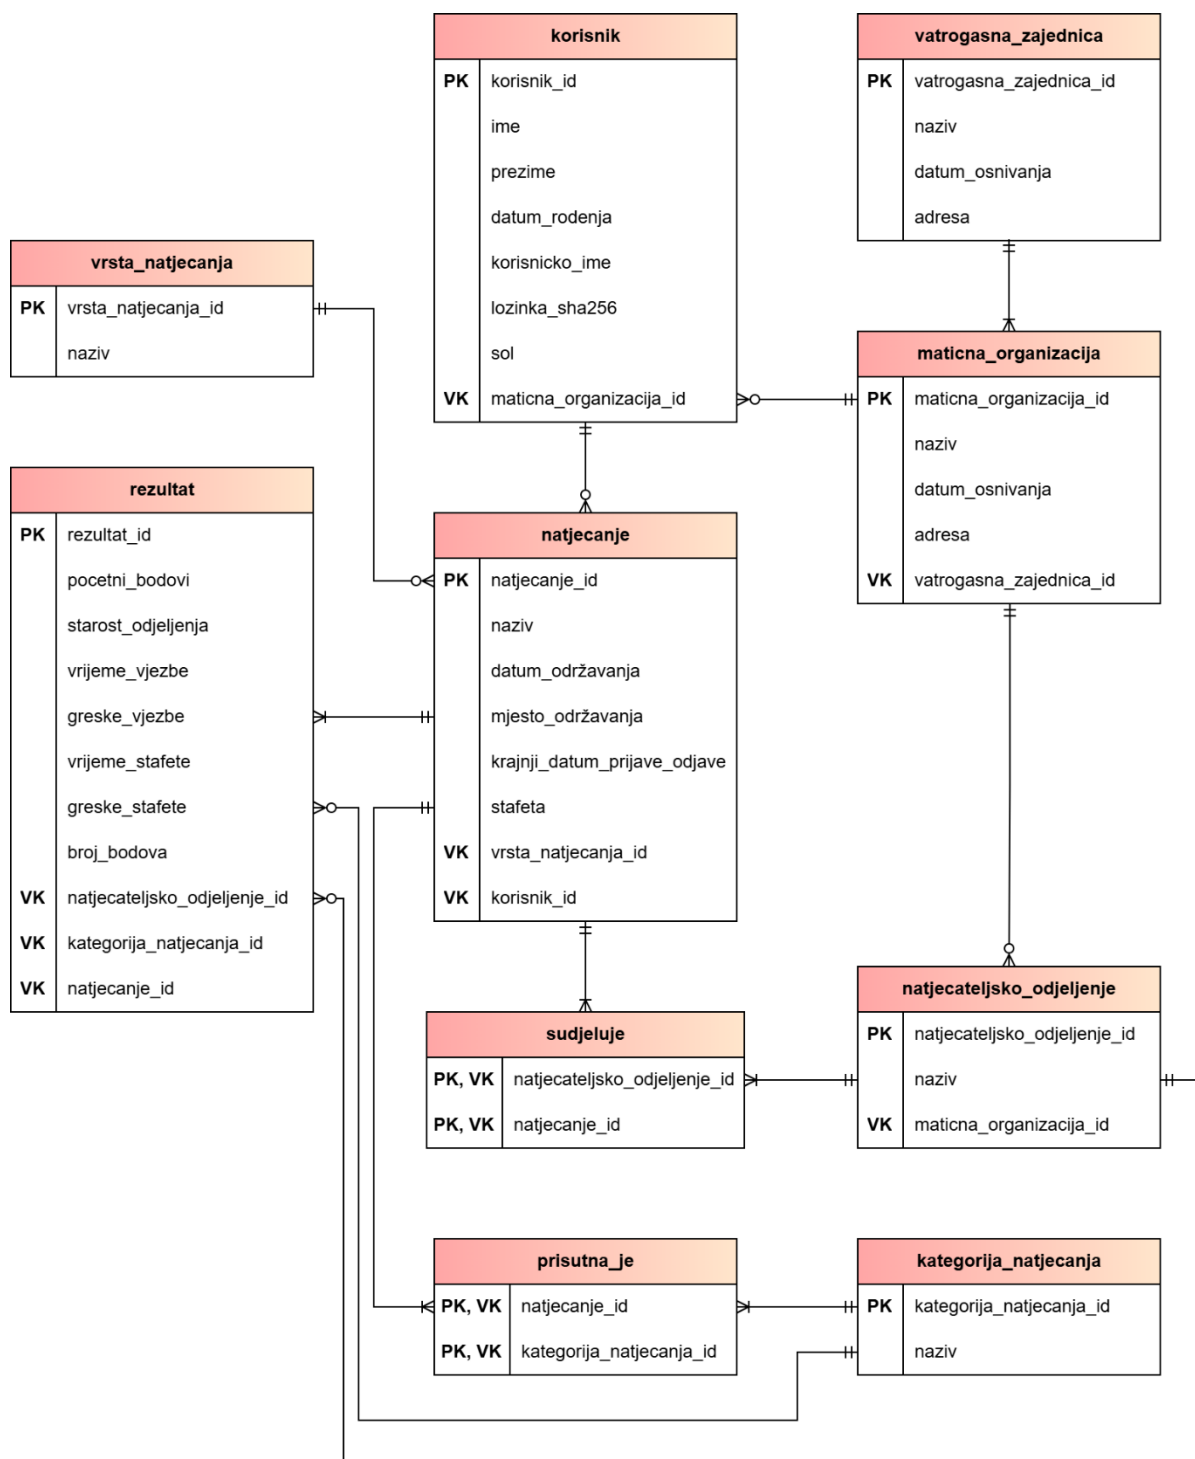 korisnik
PK korisnik_id
ime
prezime
datum_rodenja
korisnicko_ime
lozinka_sha256
sol
VK maticna_organizacija_id
vatrogasna_zajednica
PK vatrogasna_zajednica_id
naziv
datum_osnivanja
adresa
vrsta_natjecanja
PK vrsta_natjecanja_id
naziv
maticna_organizacija
PK maticna_organizacija_id
naziv
datum_osnivanja
adresa
VK vatrogasna_zajednica_id
rezultat
PK rezultat_id
pocetni_bodovi
starost_odjeljenja
vrijeme_vjezbe
greske_vjezbe
vrijeme_stafete
greske_stafete
broj_bodova
VK natjecateljsko_odjeljenje_id
VK kategorija_natjecanja_id
VK natjecanje_id
natjecanje
PK natjecanje_id
naziv
datum_održavanja
mjesto_održavanja
krajnji_datum_prijave_odjave
stafeta
VK vrsta_natjecanja_id
VK korisnik_id
natjecateljsko_odjeljenje
PK natjecateljsko_odjeljenje_id
naziv
VK maticna_organizacija_id
sudjeluje
PK, VK natjecateljsko_odjeljenje_id
PK, VK natjecanje_id
prisutna_je
PK, VK natjecanje_id
PK, VK kategorija_natjecanja_id
kategorija_natjecanja
PK kategorija_natjecanja_id
naziv